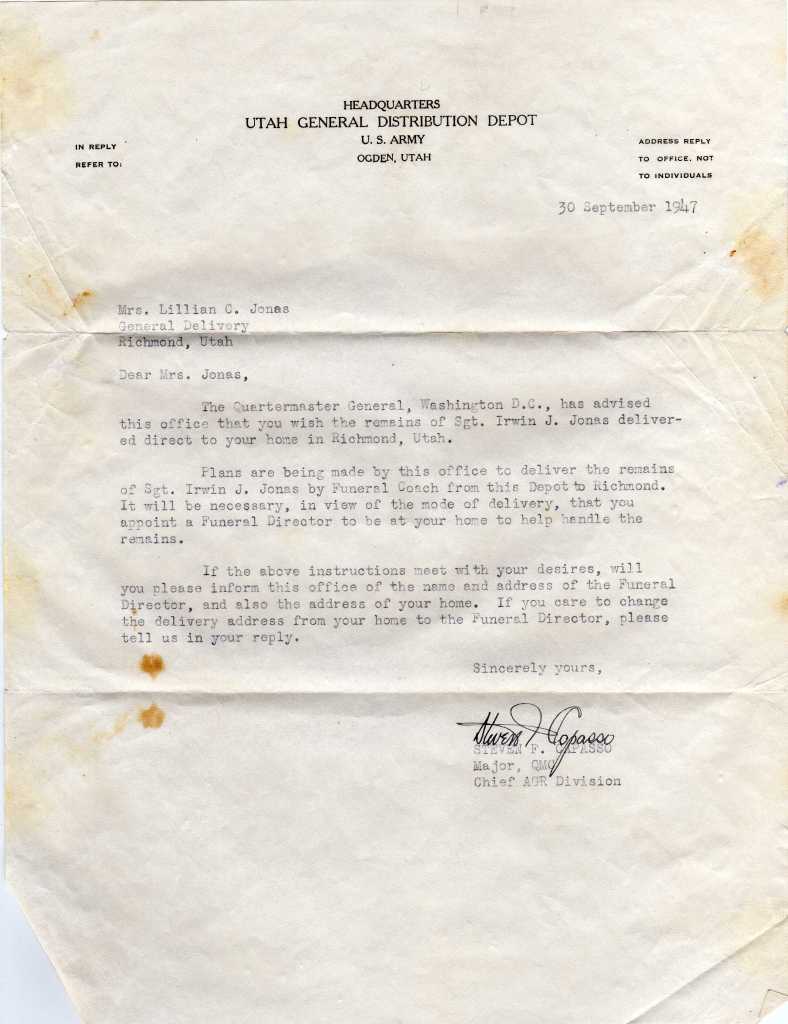 HEADQUARTERS
UTAH GENERAL DISTRIBUTION DEPOT
U. S. ARMY
OGDEN, UTAH
IN REPLY
REFER TO:
ADDRESS REPLY
TO OFFICE, NOT
TO INDIVIDUALS
30 September 1947
Mrs. Lillian C. Jonas
General Delivery
Richmond, Utah
Dear Mrs. Jonas,
The Quartermaster General, Washington D.C., has advised
this office that you wish the remains of Sgt. Irwin J. Jonas deliver-
ed direct to your home in Richmond, Utah.
Plans are being made by this office to deliver the remains
of Sgt. Irwin J. Jonas by Funeral Coach from this Depot to Richmond.
It will be necessary, in view of the mode of delivery, that you
appoint a Funeral Director to be at your home to help handle the
remains.
If the above instructions meet with your desires, will
you please inform this office of the name and address of the Funeral
Director, and also the address of your home. If you care to change
the delivery address from your home to the Funeral Director, please
tell us in your reply.
Sincerely yours,
Steven F Capasso
STEVEN F. CAPASSO
Major, QMC
Chief AGR Division